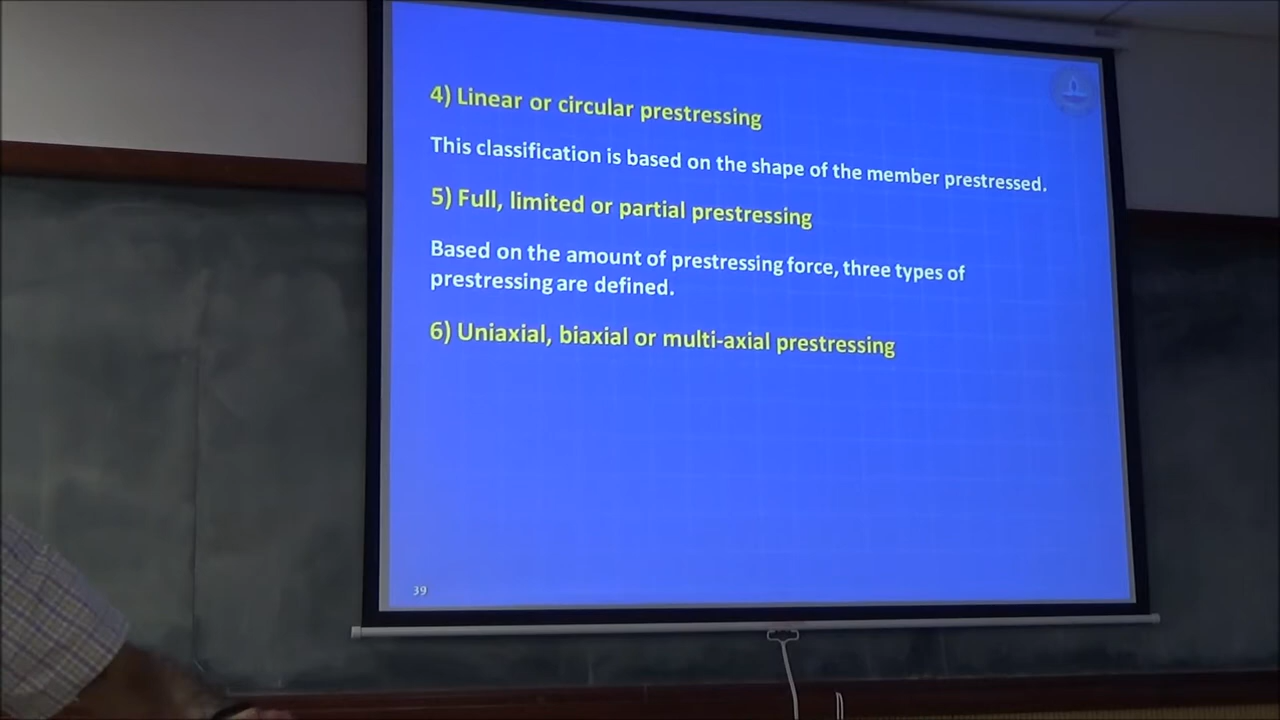 4) Linear or circular prestressing
This classification is based on the shape of the member prestressed.
5) Full, limited or partial prestressing
Based on the amount of prestressing force, three types of
prestressing are defined.
6) Uniaxial, biaxial or multi-axial prestressing
39